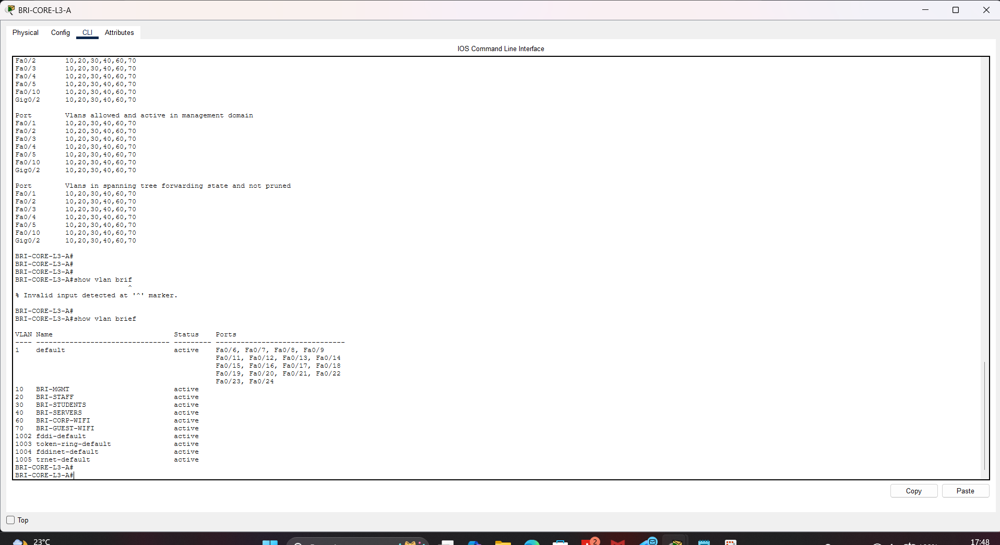 BRI-CORE-L3-A
Physical Config CLI Attributes
IOS Command Line Interface
Fa0/2 10,20,30,40,60,70
Fa0/3 10,20,30,40,60,70
Fa0/4 10,20,30,40,60,70
Fa0/5 10,20,30,40,60,70
Fa0/10 10,20,30,40,60,70
Gig0/2 10,20,30,40,60,70
Port Vlans allowed and active in management domain
Fa0/1 10,20,30,40,60,70
Fa0/2 10,20,30,40,60,70
Fa0/3 10,20,30,40,60,70
Fa0/4 10,20,30,40,60,70
Fa0/5 10,20,30,40,60,70
Fa0/10 10,20,30,40,60,70
Gig0/2 10,20,30,40,60,70
Port Vlans in spanning tree forwarding state and not pruned
Fa0/1 10,20,30,40,60,70
Fa0/2 10,20,30,40,60,70
Fa0/3 10,20,30,40,60,70
Fa0/4 10,20,30,40,60,70
Fa0/5 10,20,30,40,60,70
Fa0/10 10,20,30,40,60,70
Gig0/2 10,20,30,40,60,70
BRI-CORE-L3-A#
BRI-CORE-L3-A#
BRI-CORE-L3-A#
BRI-CORE-L3-A#show vlan brif
^
% Invalid input detected at '^' marker.
BRI-CORE-L3-A#
BRI-CORE-L3-A#show vlan brief
VLAN Name Status Ports
---- -------------------------------- --------- -------------------------------
1 default active Fa0/6, Fa0/7, Fa0/8, Fa0/9
Fa0/11, Fa0/12, Fa0/13, Fa0/14
Fa0/15, Fa0/16, Fa0/17, Fa0/18
Fa0/19, Fa0/20, Fa0/21, Fa0/22
Fa0/23, Fa0/24
10 BRI-MGMT active
20 BRI-STAFF active
30 BRI-STUDENTS active
40 BRI-SERVERS active
60 BRI-CORP-WIFI active
70 BRI-GUEST-WIFI active
1002 fddi-default active
1003 token-ring-default active
1004 fddinet-default active
1005 trnet-default active
BRI-CORE-L3-A#
BRI-CORE-L3-A#
Copy Paste
Top
23°C
2
17:48